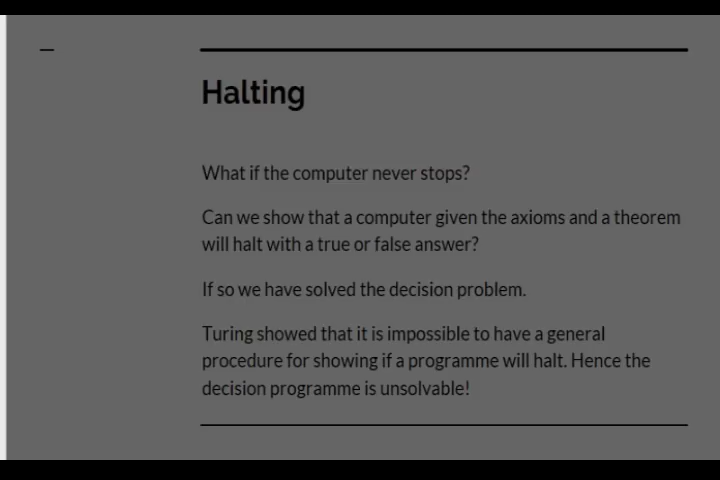 Halting
What if the computer never stops?
Can we show that a computer given the axioms and a theorem
will halt with a true or false answer?
If so we have solved the decision problem.
Turing showed that it is impossible to have a general
procedure for showing if a programme will halt. Hence the
decision programme is unsolvable!